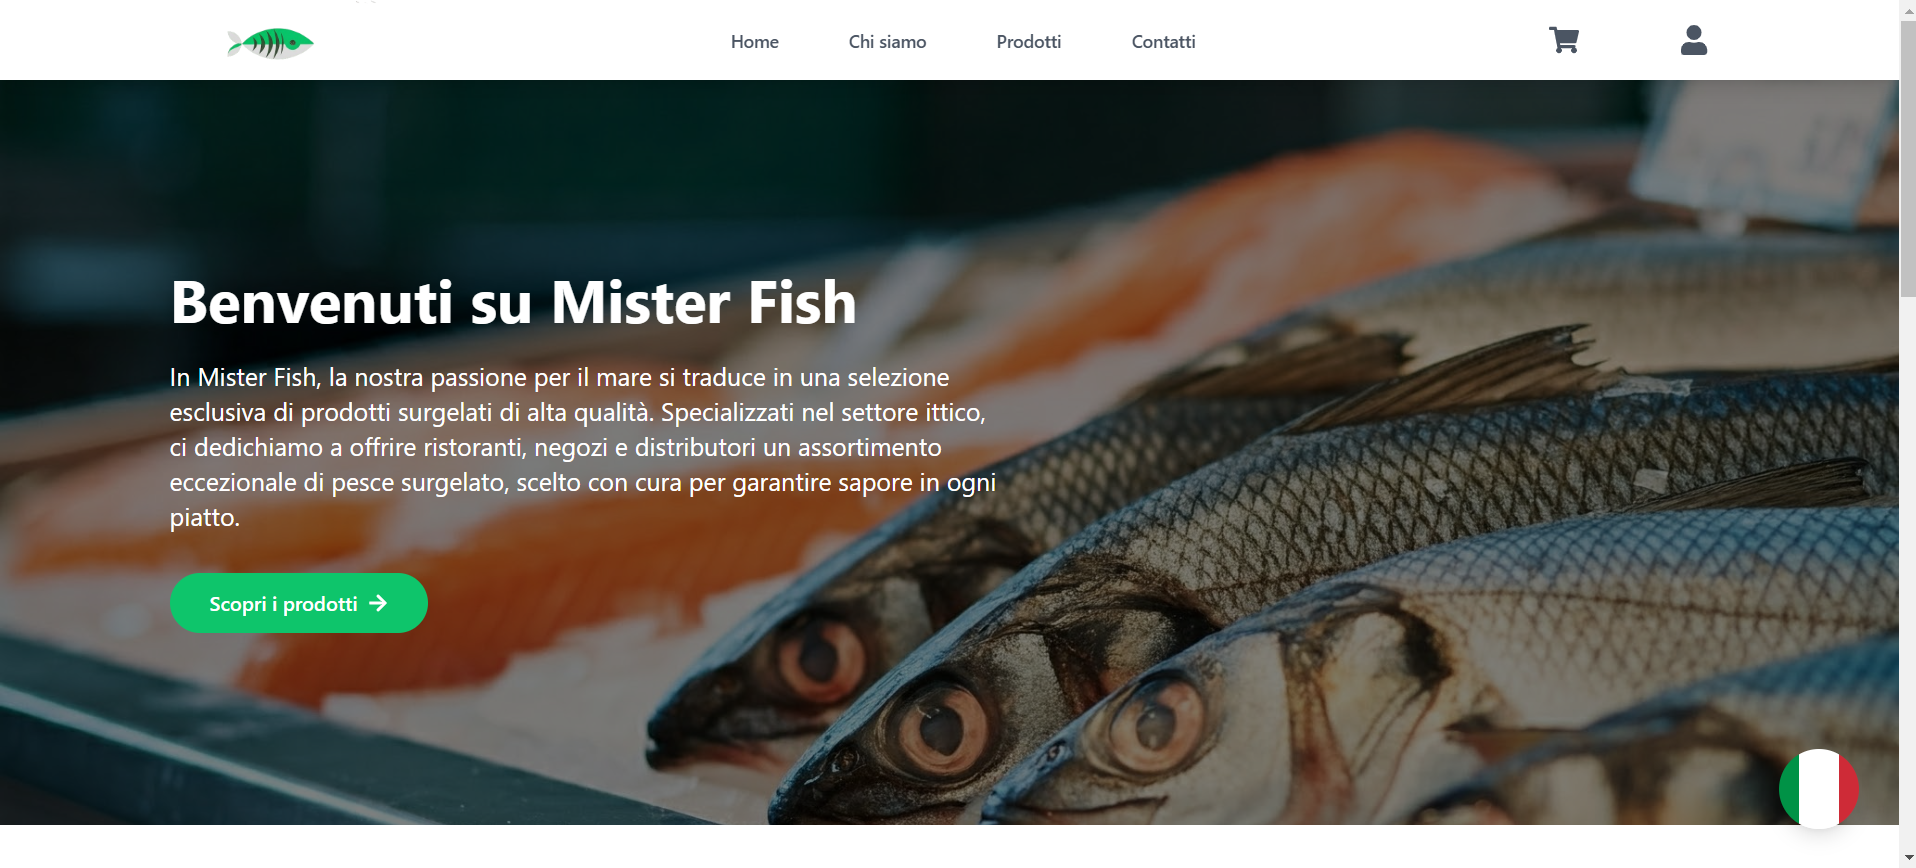 Home Chi siamo Prodotti Contatti
Benvenuti su Mister Fish
In Mister Fish, la nostra passione per il mare si traduce in una selezione
esclusiva di prodotti surgelati di alta qualità. Specializzati nel settore ittico,
ci dedichiamo a offrire ristoranti, negozi e distributori un assortimento
eccezionale di pesce surgelato, scelto con cura per garantire sapore in ogni
piatto.
Scopri i prodotti